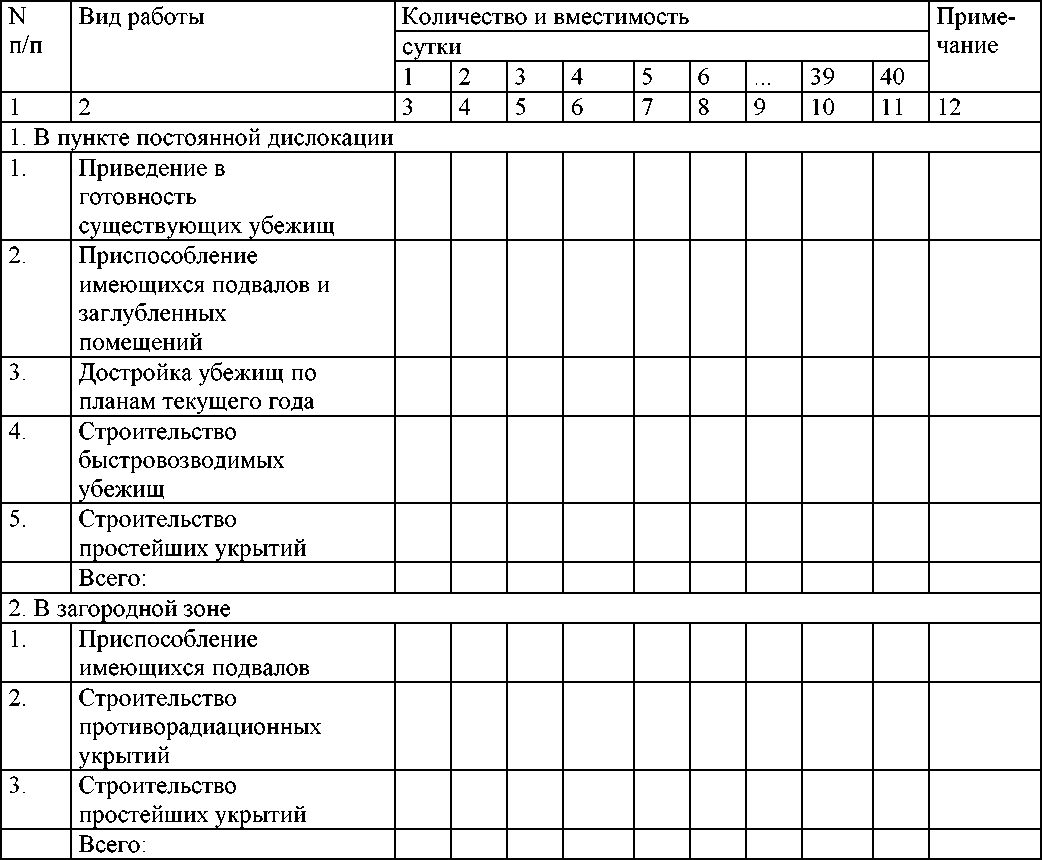 N Вид работы Количество и вместимость Приме-
п/п сутки чание
1 2 3 4 5 6 ... 39 40
1 2 3 4 5 6 7 8 9 10 11 12
1. В пункте постоянной дислокации
1. Приведение в
готовность
существующих убежищ
2. Приспособление
имеющихся подвалов и
заглубленных
помещений
3. Достройка убежищ по
планам текущего года
4. Строительство
быстровозводимых
убежищ
5. Строительство
простейших укрытий
Всего:
2. В загородной зоне
1. Приспособление
имеющихся подвалов
2. Строительство
противорадиационных
укрытий
3. Строительство
простейших укрытий
Всего: